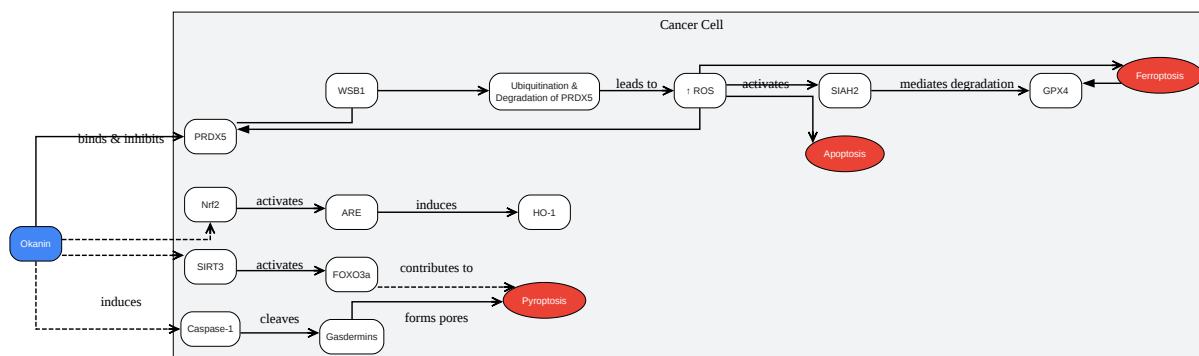 Cancer Cell
Ferroptosis
WSB1
Ubiquitination &
Degradation of PRDX5
leads to
↑ ROS
activates
SIAH2
mediates degradation
GPX4
binds & inhibits
PRDX5
Apoptosis
Nrf2
activates
ARE
induces
HO-1
Okanin
SIRT3
activates
FOXO3a
contributes to
Pyroptosis
induces
Caspase-1
cleaves
Gasdermins
forms pores